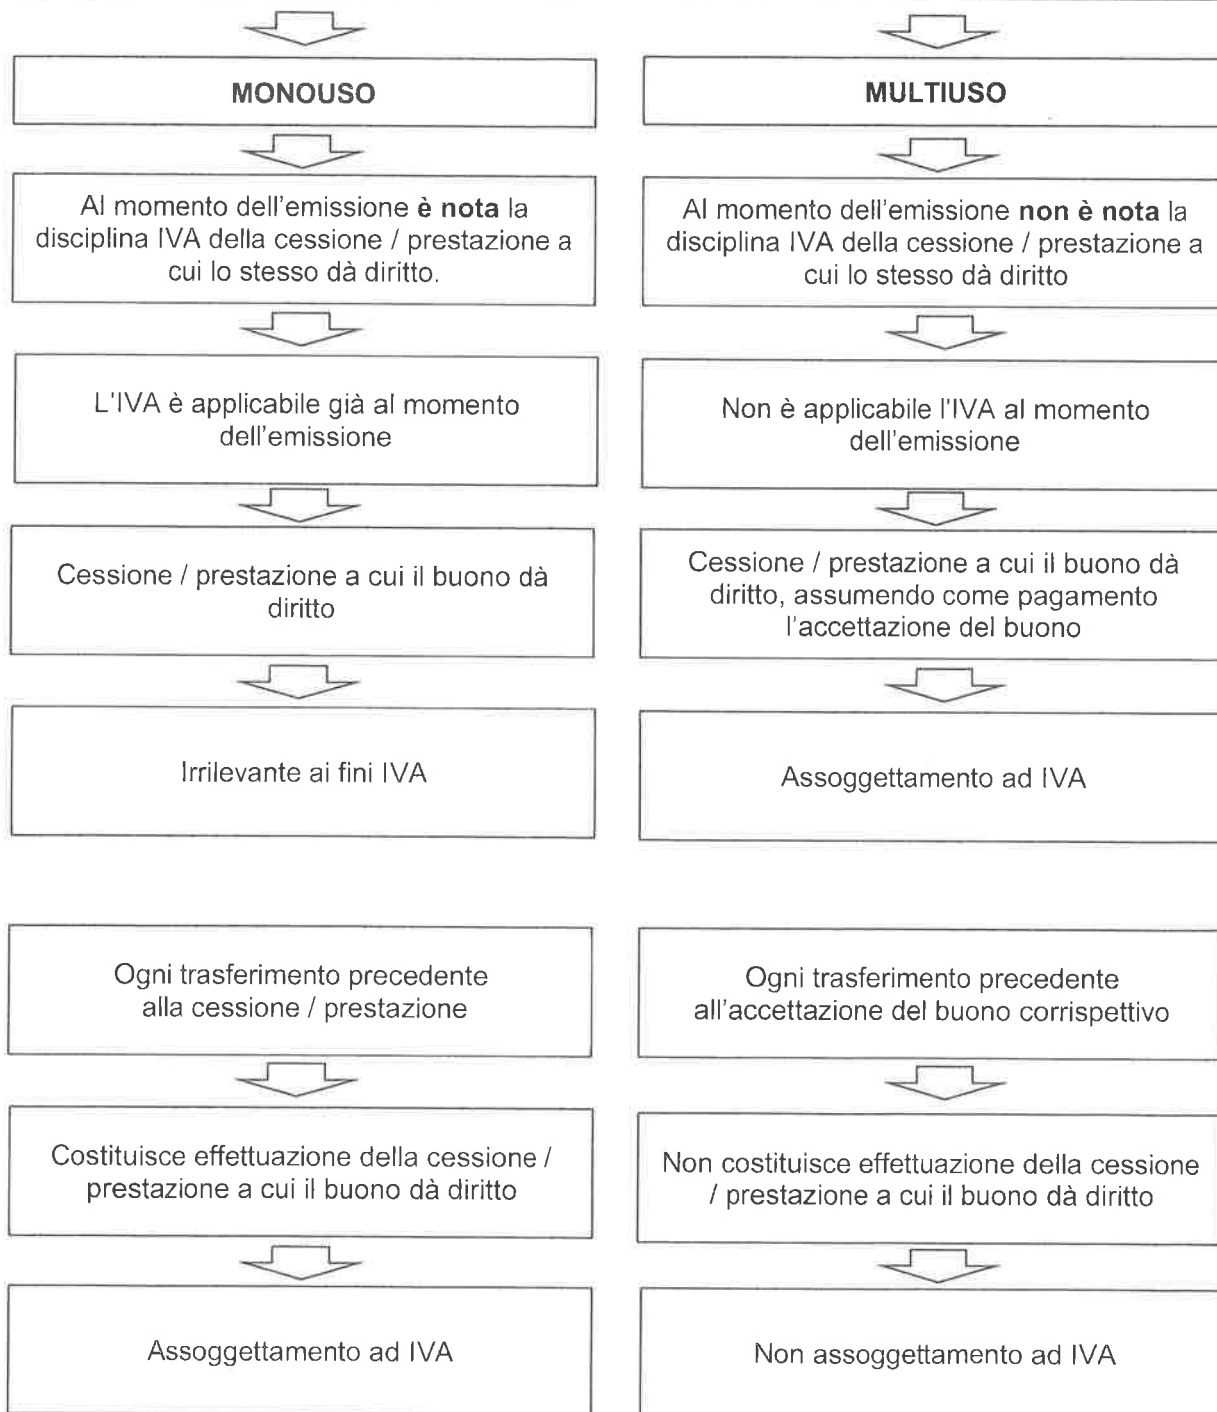 MONOUSO
Al momento dell'emissione è nota la
disciplina IVA della cessione / prestazione a
cui lo stesso dà diritto.
L'IVA è applicabile già al momento
dell'emissione
Cessione / prestazione a cui il buono dà
diritto
Irrilevante ai fini IVA
MULTIUSO
Al momento dell'emissione non è nota la
disciplina IVA della cessione / prestazione a
cui lo stesso dà diritto
Non è applicabile l'IVA al momento
dell'emissione
Cessione / prestazione a cui il buono dà
diritto, assumendo come pagamento
l'accettazione del buono
Assoggettamento ad IVA
Ogni trasferimento precedente
alla cessione / prestazione
Costituisce effettuazione della cessione /
prestazione a cui il buono dà diritto
Assoggettamento ad IVA
Ogni trasferimento precedente
all'accettazione del buono corrispettivo
Non costituisce effettuazione della cessione
/ prestazione a cui il buono dà diritto
Non assoggettamento ad IVA